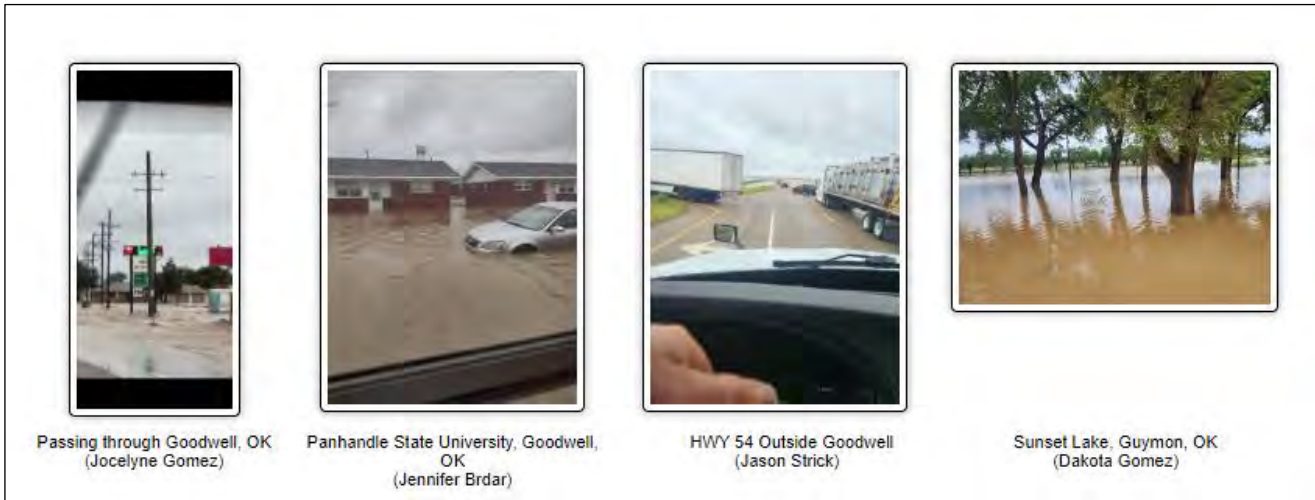 Passing through Goodwell, OK
(Jocelyne Gomez)
Panhandle State University, Goodwell,
OK
(Jennifer Brdar)
HWY 54 Outside Goodwell
(Jason Strick)
Sunset Lake, Guymon, OK
(Dakota Gomez)